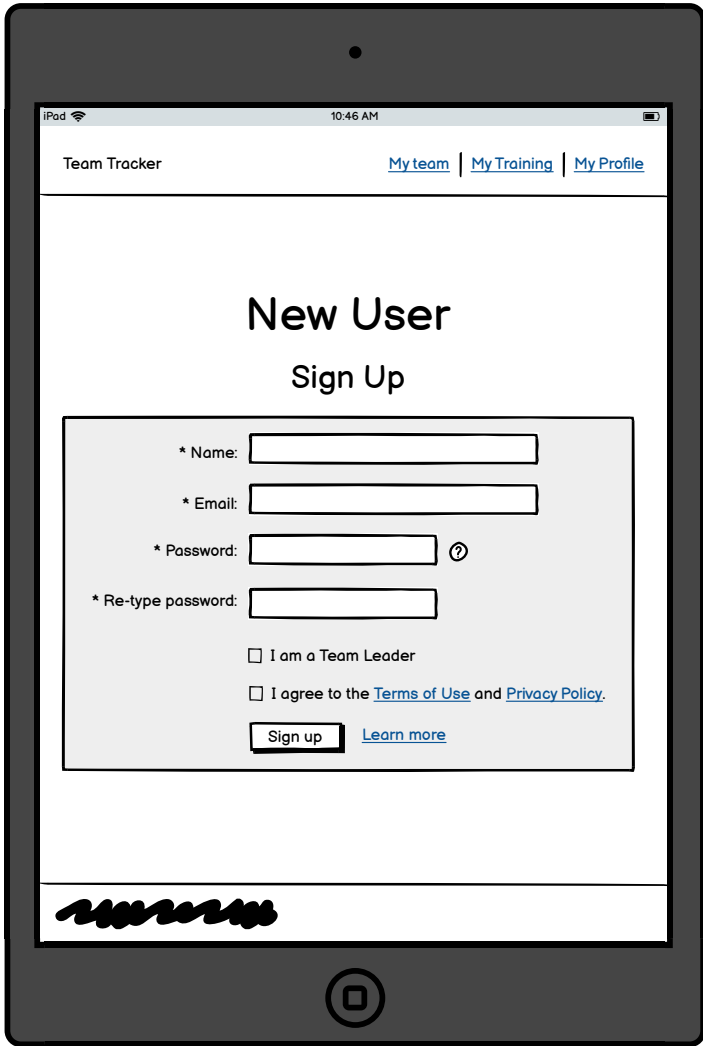 iPad 10:46 AM
Team Tracker My team My Training My Profile
New User
Sign Up
* Name:
* Email:
* Password: ?
* Re-type password:
I am a Team Leader
I agree to the Terms of Use and Privacy Policy.
Sign up Learn more